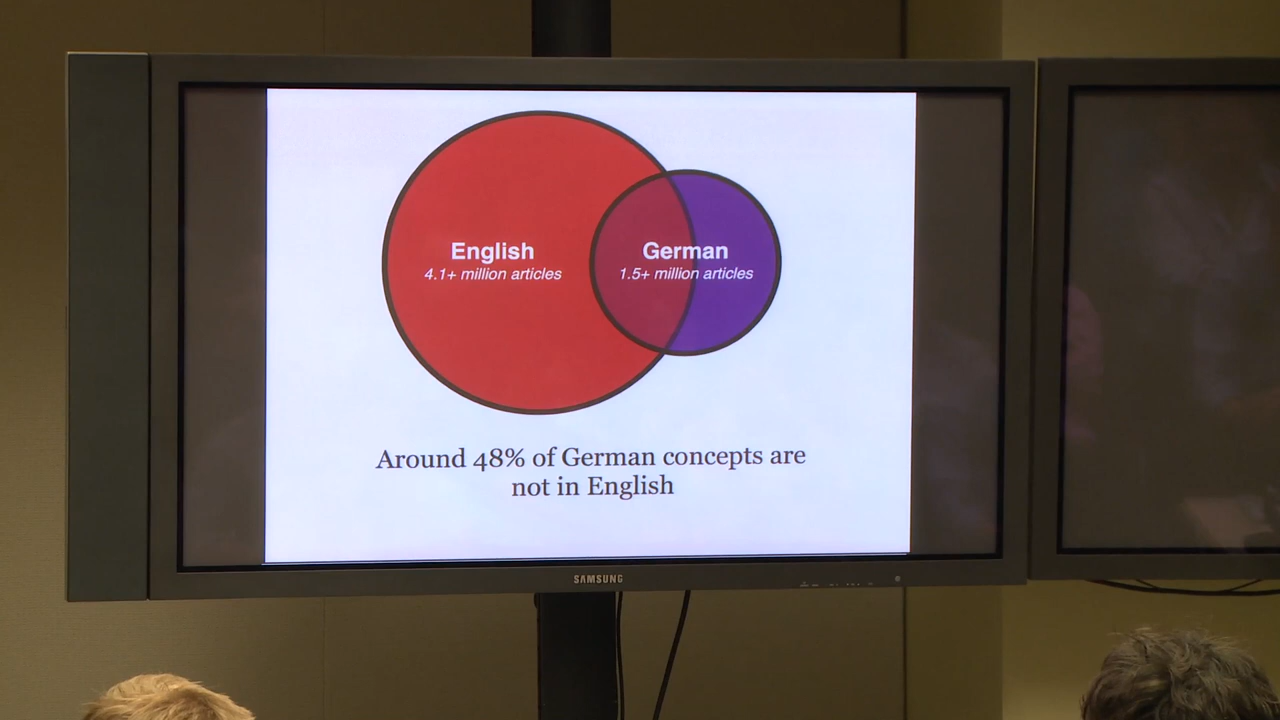 English
4.1+ million articles
German
1.5+ million articles
Around 48% of German concepts are
not in English
SAMSUNG